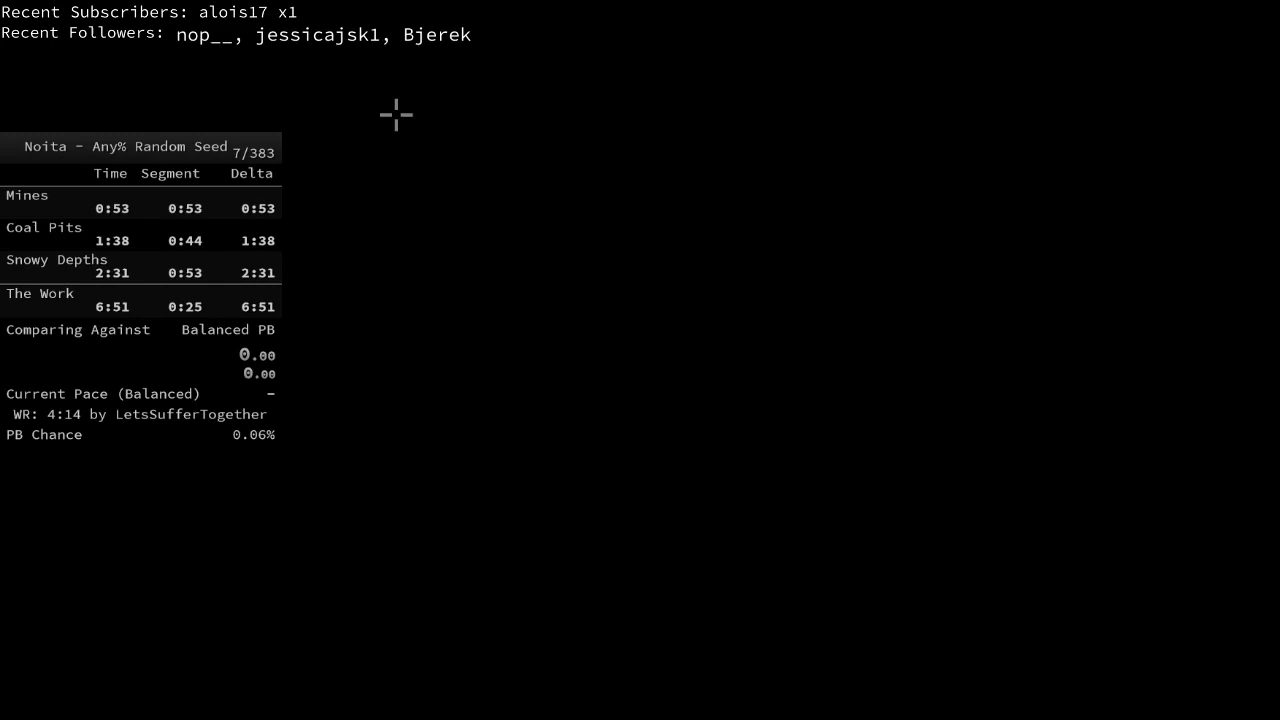 Recent Subscribers: alois17 x1
Recent Followers: nop__, jessicajsk1, Bjerek
Noita - Any% Random Seed 7/383
Time Segment Delta
Mines
0:53 0:53 0:53
Coal Pits
1:38 0:44 1:38
Snowy Depths
2:31 0:53 2:31
The Work
6:51 0:25 6:51
Comparing Against Balanced PB
0.00
0.00
Current Pace (Balanced) -
WR: 4:14 by LetsSufferTogether
PB Chance 0.06%